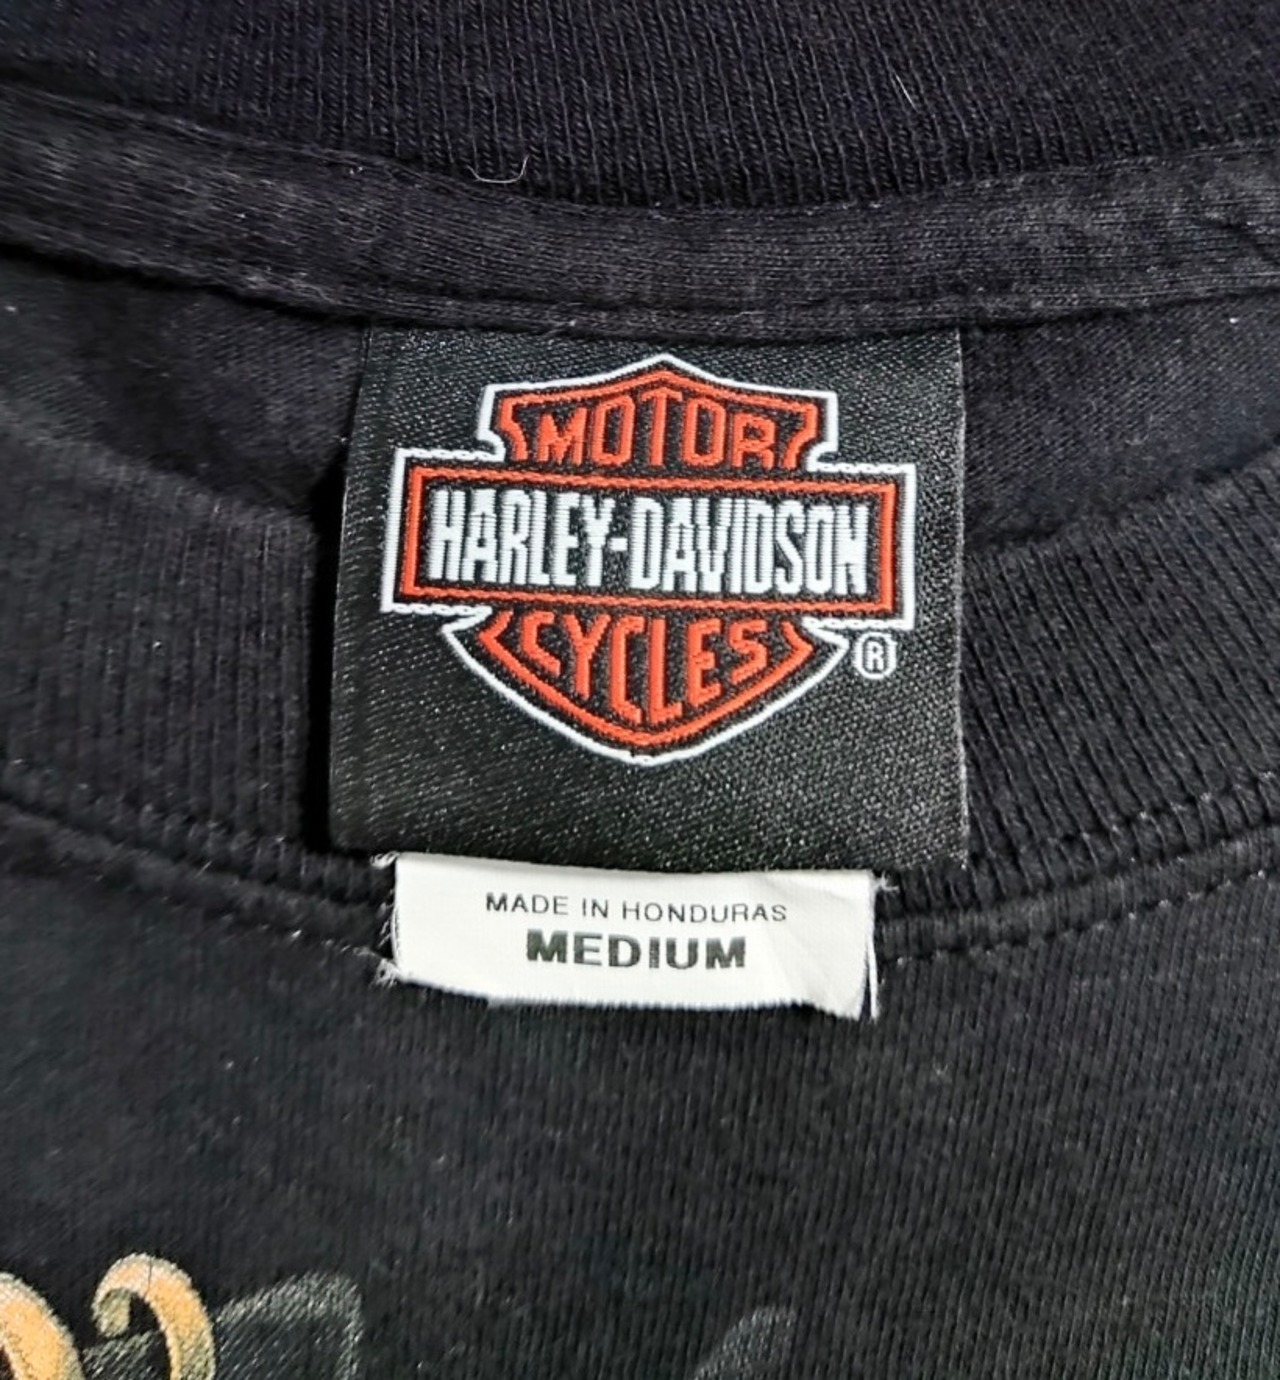 MOTOR
HARLEY-DAVIDSON
CYCLES
®
MADE IN HONDURAS
MEDIUM